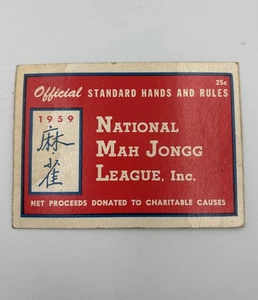 Official STANDARD HANDS AND RULES
25c
1959
麻
雀
NATIONAL
MAH JONGG
LEAGUE, INC.
NET PROCEEDS DONATED TO CHARITABLE CAUSES